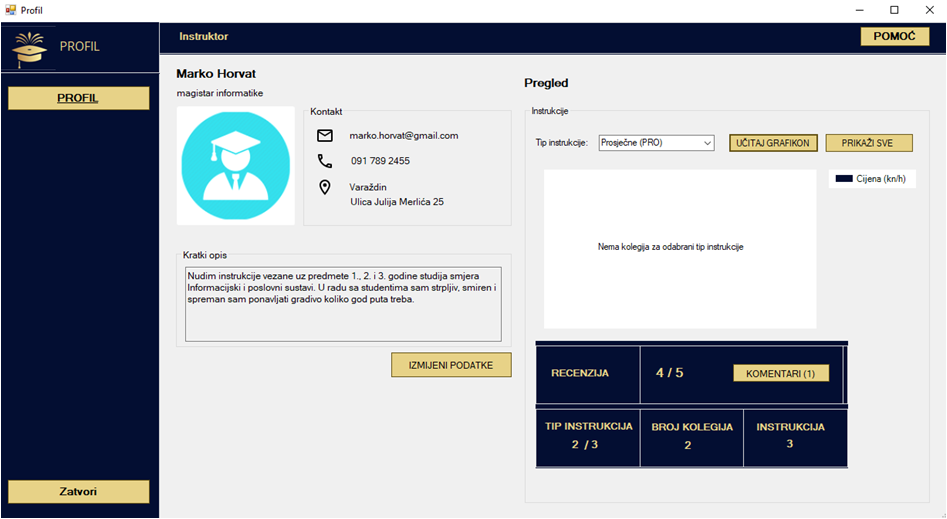 Profil
PROFIL
Instruktor
POMOĆ
PROFIL
Zatvori
Marko Horvat
magistar informatike
Kontakt
marko.horvat@gmail.com
091 789 2455
Varaždin
Ulica Julija Merlića 25
Kratki opis
Nudim instrukcije vezane uz predmete 1., 2. i 3. godine studija smjera
Informacijski i poslovni sustavi. U radu sa studentima sam strpljiv, smiren i
spreman sam ponavljati gradivo koliko god puta treba.
IZMIJENI PODATKE
Pregled
Instrukcije
Tip instrukcije:
Prosječne (PRO)
UČITAJ GRAFIKON
PRIKAŽI SVE
Cijena (kn/h)
Nema kolegija za odabrani tip instrukcije
RECENZIJA
4 / 5
KOMENTARI (1)
TIP INSTRUKCIJA
2 / 3
BROJ KOLEGIJA
2
INSTRUKCIJA
3